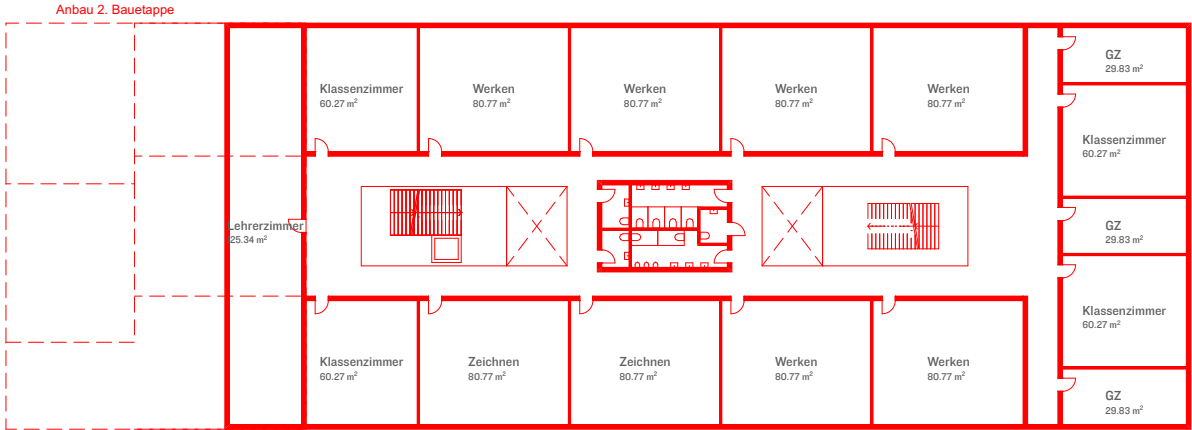 Anbau 2. Bauetappe
GZ
29.83 m²
Klassenzimmer
60.27 m²
Werken
80.77 m²
Werken
80.77 m²
Werken
80.77 m²
Werken
80.77 m²
Klassenzimmer
60.27 m²
Lehrerzimmer
25.34 m²
GZ
29.83 m²
Klassenzimmer
60.27 m²
Klassenzimmer
60.27 m²
Zeichnen
80.77 m²
Zeichnen
80.77 m²
Werken
80.77 m²
Werken
80.77 m²
GZ
29.83 m²